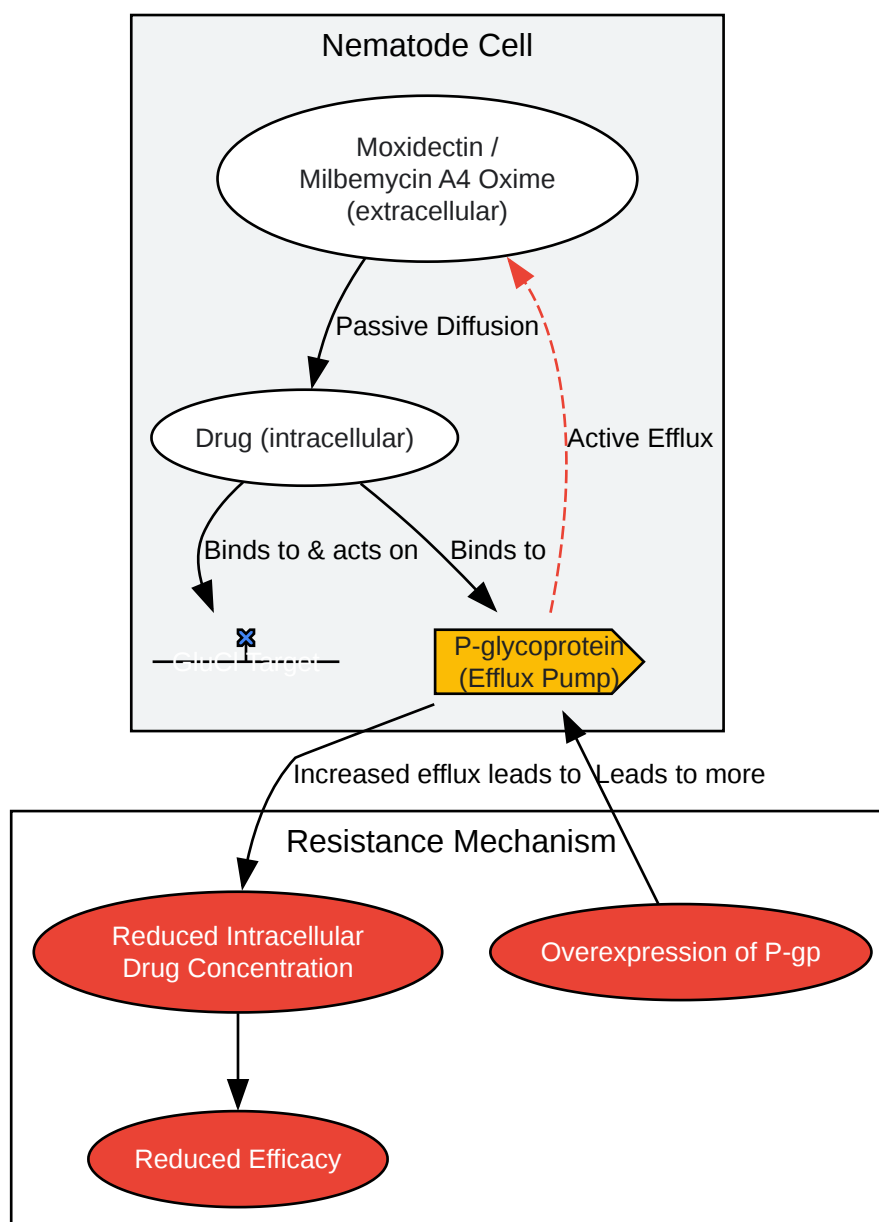 Nematode Cell
Moxidectin /
Milbemycin A4 Oxime
(extracellular)
Passive Diffusion
Drug (intracellular)
Active Efflux
Binds to & acts on
Binds to
GluCl Target
P-glycoprotein
(Efflux Pump)
Increased efflux leads to
Leads to more
Resistance Mechanism
Reduced Intracellular
Drug Concentration
Overexpression of P-gp
Reduced Efficacy